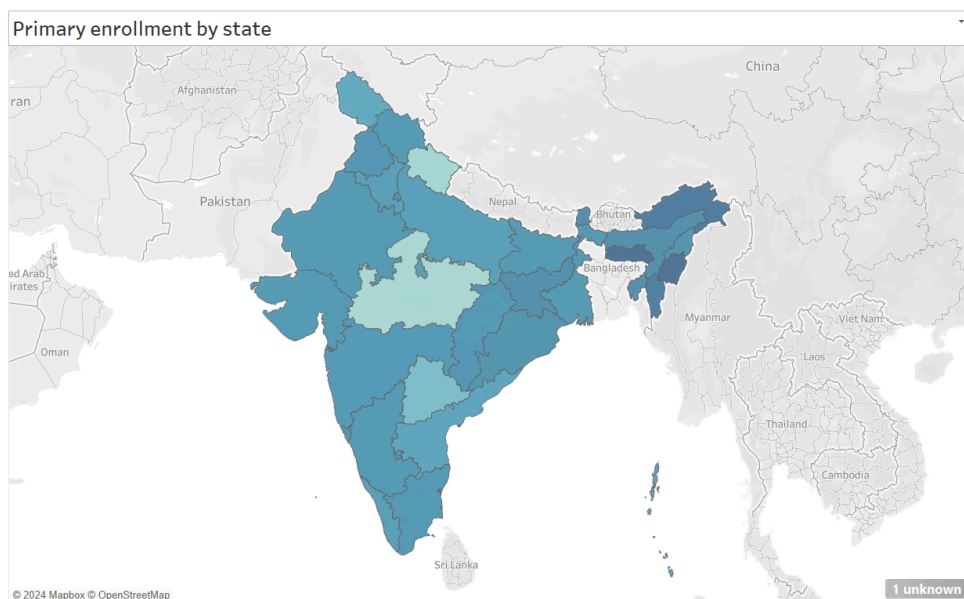 Primary enrollment by state
China
Afghanistan
ran
Pakistan
Nepal
Bhutan
ed Arab
irates
Bangladesh
Oman
Myanmar
Viet Nam
Laos
Thailand
Cambodia
Sri Lanka
1 unknown
© 2024 Mapbox © OpenStreetMap